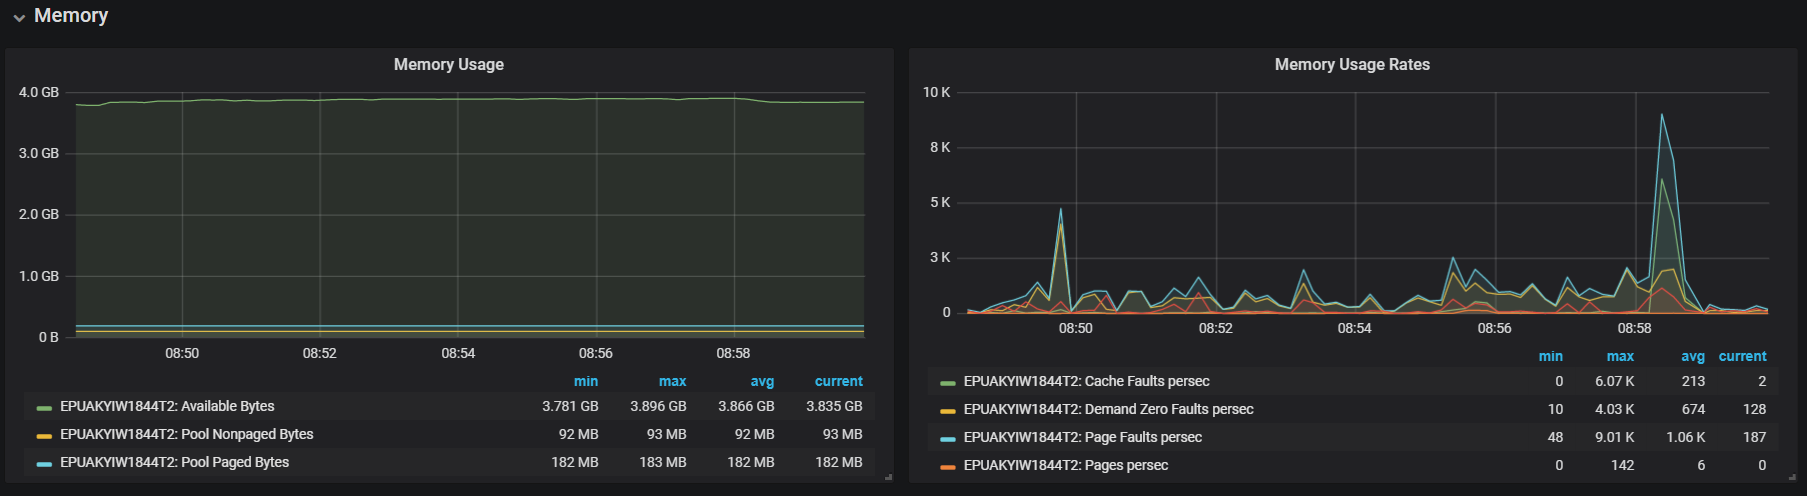 Memory
Memory Usage
4.0 GB
3.0 GB
2.0 GB
1.0 GB
0 B
08:50 08:52 08:54 08:56 08:58
min max avg current
EPUAKYIW1844T2: Available Bytes 3.781 GB 3.896 GB 3.866 GB 3.835 GB
EPUAKYIW1844T2: Pool Nonpaged Bytes 92 MB 93 MB 92 MB 93 MB
EPUAKYIW1844T2: Pool Paged Bytes 182 MB 183 MB 182 MB 182 MB
Memory Usage Rates
10 K
8 K
5 K
3 K
0
08:50 08:52 08:54 08:56 08:58
min max avg current
EPUAKYIW1844T2: Cache Faults persec 0 6.07 K 213 2
EPUAKYIW1844T2: Demand Zero Faults persec 10 4.03 K 674 128
EPUAKYIW1844T2: Page Faults persec 48 9.01 K 1.06 K 187
EPUAKYIW1844T2: Pages persec 0 142 6 0